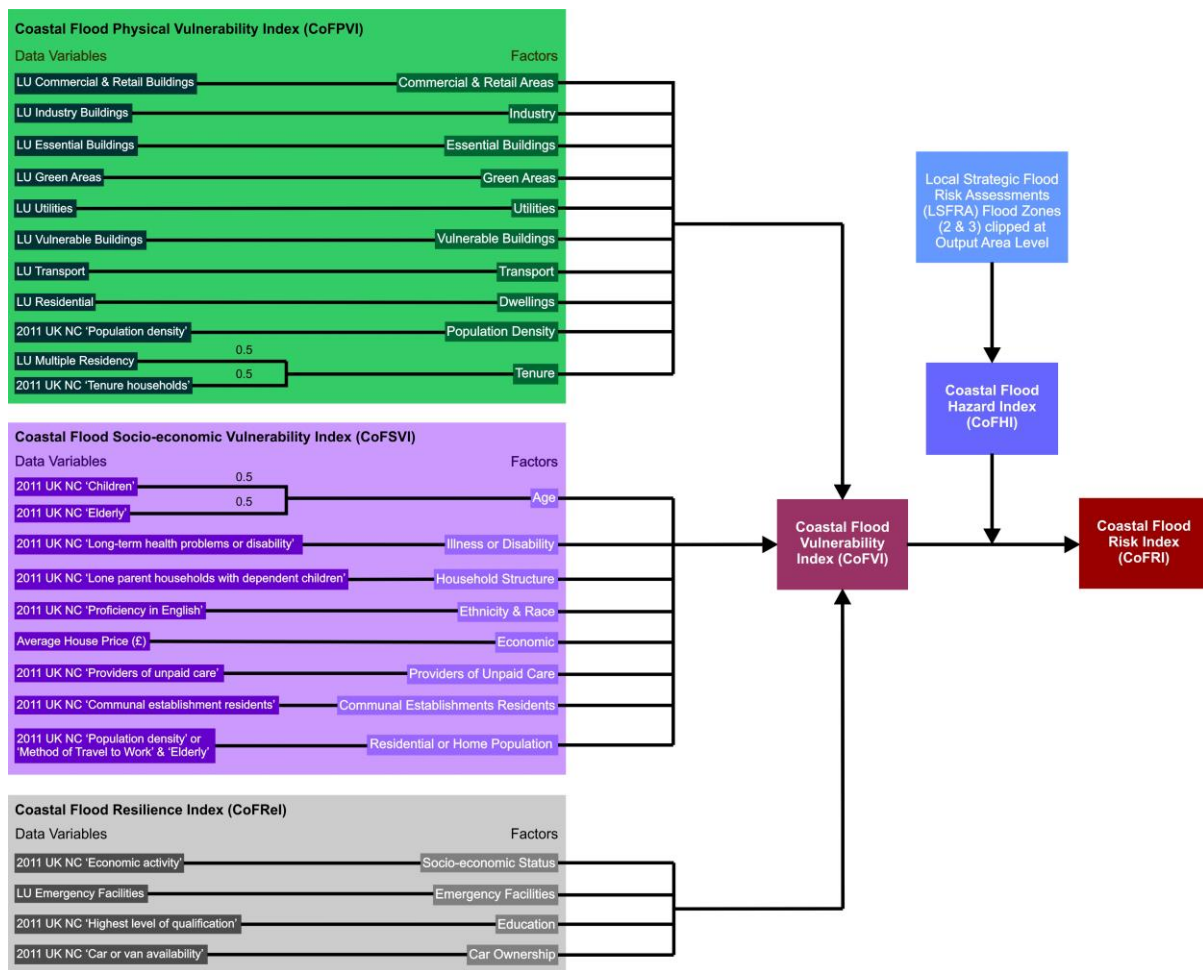 Coastal Flood Physical Vulnerability Index (CoFPVI)
Data Variables
Factors
LU Commercial & Retail Buildings
Commercial & Retail Areas
LU Industry Buildings
Industry
LU Essential Buildings
Essential Buildings
LU Green Areas
Green Areas
LU Utilities
Utilities
LU Vulnerable Buildings
Vulnerable Buildings
LU Transport
Transport
LU Residential
Dwellings
2011 UK NC ‘Population density’
Population Density
LU Multiple Residency
0.5
2011 UK NC ‘Tenure households’
0.5
Tenure
Coastal Flood Socio-economic Vulnerability Index (CoFSVI)
Data Variables
Factors
2011 UK NC ‘Children’
0.5
2011 UK NC ‘Elderly’
0.5
Age
2011 UK NC ‘Long-term health problems or disability’
Illness or Disability
2011 UK NC ‘Lone parent households with dependent children’
Household Structure
2011 UK NC ‘Proficiency in English’
Ethnicity & Race
Average House Price (£)
Economic
2011 UK NC ‘Providers of unpaid care’
Providers of Unpaid Care
2011 UK NC ‘Communal establishment residents’
Communal Establishments Residents
2011 UK NC ‘Population density’ or
‘Method of Travel to Work’ & ‘Elderly’
Residential or Home Population
Coastal Flood Resilience Index (CoFReI)
Data Variables
Factors
2011 UK NC ‘Economic activity’
Socio-economic Status
LU Emergency Facilities
Emergency Facilities
2011 UK NC ‘Highest level of qualification’
Education
2011 UK NC ‘Car or van availability’
Car Ownership
Coastal Flood
Vulnerability
Index (CoFVI)
Local Strategic Flood
Risk Assessments
(LSFRA) Flood Zones
(2 & 3) clipped at
Output Area Level
Coastal Flood
Hazard Index
(CoFHI)
Coastal Flood
Risk Index
(CoFRI)